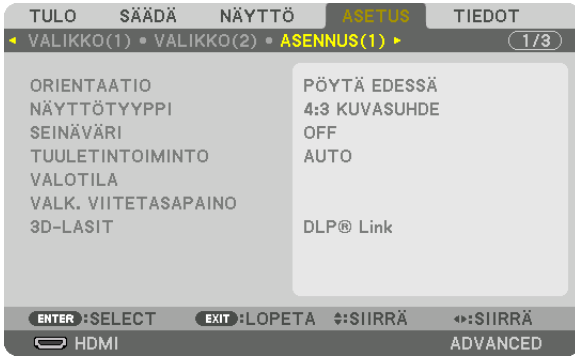 TULO SÄÄDÄ NÄYTTÖ ASETUS TIEDOT
◂ VALIKKO(1) • VALIKKO(2) • ASENNUS(1) ▸ 1/3
ORIENTAATIO PÖYTÄ EDESSÄ
NÄYTTÖTYYPPI 4:3 KUVASUHDE
SEINÄVÄRI OFF
TUULETINTOIMINTO AUTO
VALOTILA
VALK. VIITETASAPAINO
3D-LASIT DLP® Link
ENTER :SELECT EXIT :LOPETA ♦:SIIRRÄ ◂▸:SIIRRÄ
HDMI ADVANCED